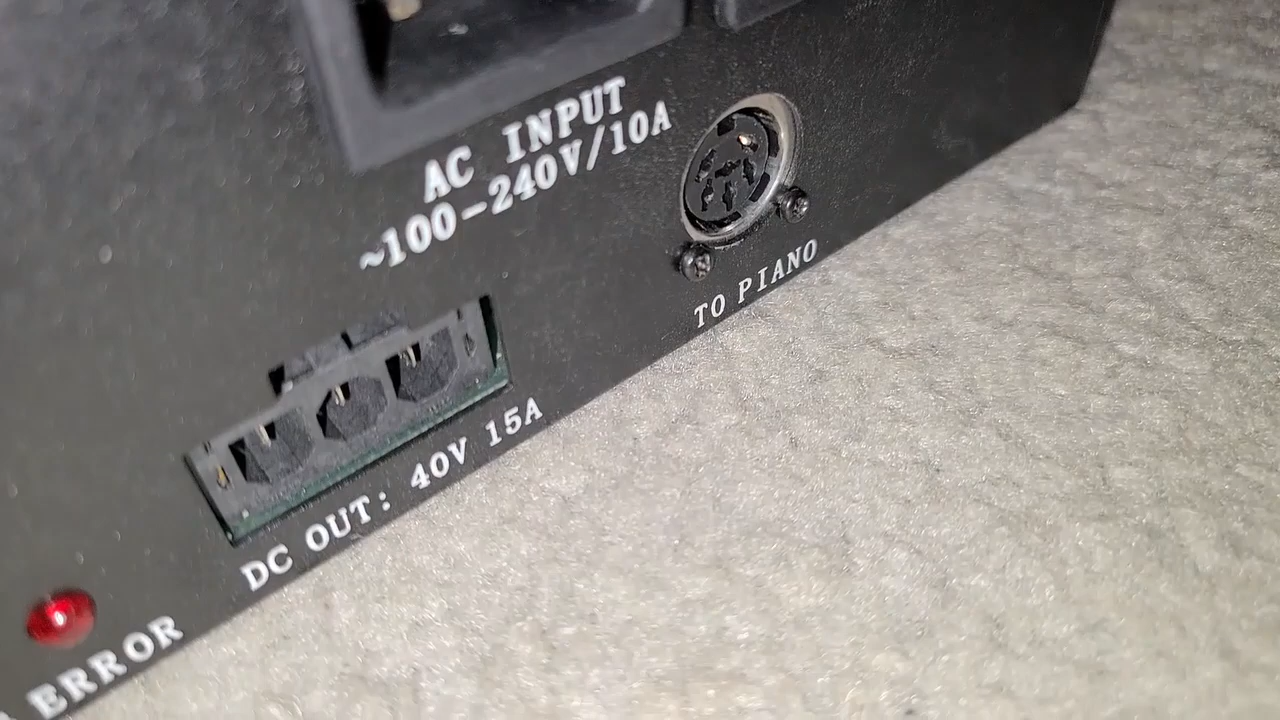 AC INPUT
~100-240V/10A
TO PIANO
DC OUT: 40V 15A
ERROR